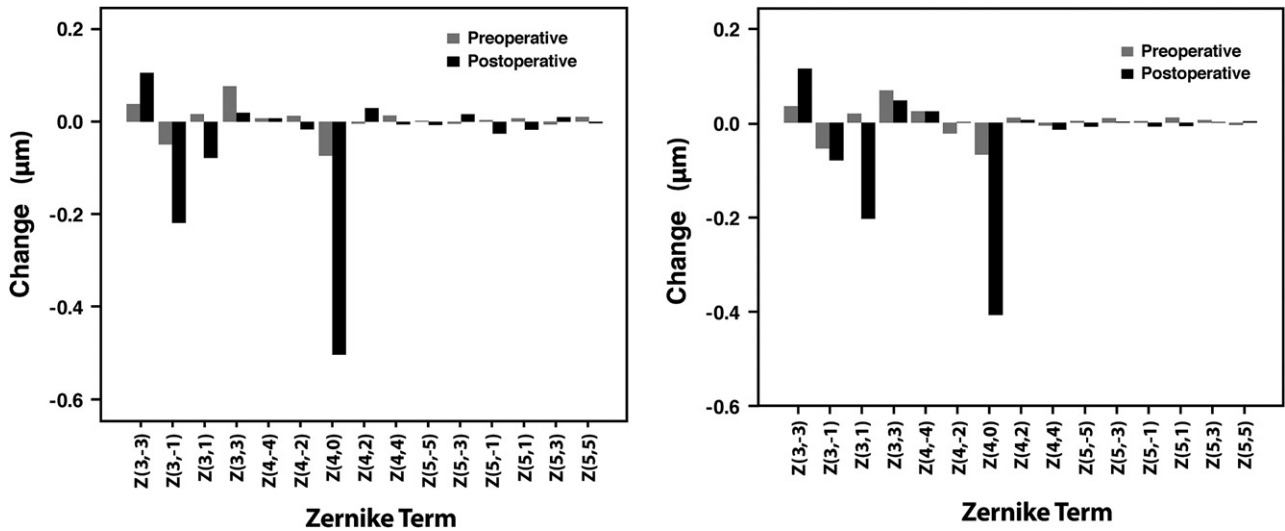 0.2
0.0
-0.2
-0.4
-0.6
Change (µm)
Preoperative
Postoperative
Z(3,-3)
Z(3,-1)
Z(3,1)
Z(3,3)
Z(4,-4)
Z(4,-2)
Z(4,0)
Z(4,2)
Z(4,4)
Z(5,-5)
Z(5,-3)
Z(5,-1)
Z(5,1)
Z(5,3)
Z(5,5)
Zernike Term
0.2
0.0
-0.2
-0.4
-0.6
Change (µm)
Preoperative
Postoperative
Z(3,-3)
Z(3,-1)
Z(3,1)
Z(3,3)
Z(4,-4)
Z(4,-2)
Z(4,0)
Z(4,2)
Z(4,4)
Z(5,-5)
Z(5,-3)
Z(5,-1)
Z(5,1)
Z(5,3)
Z(5,5)
Zernike Term